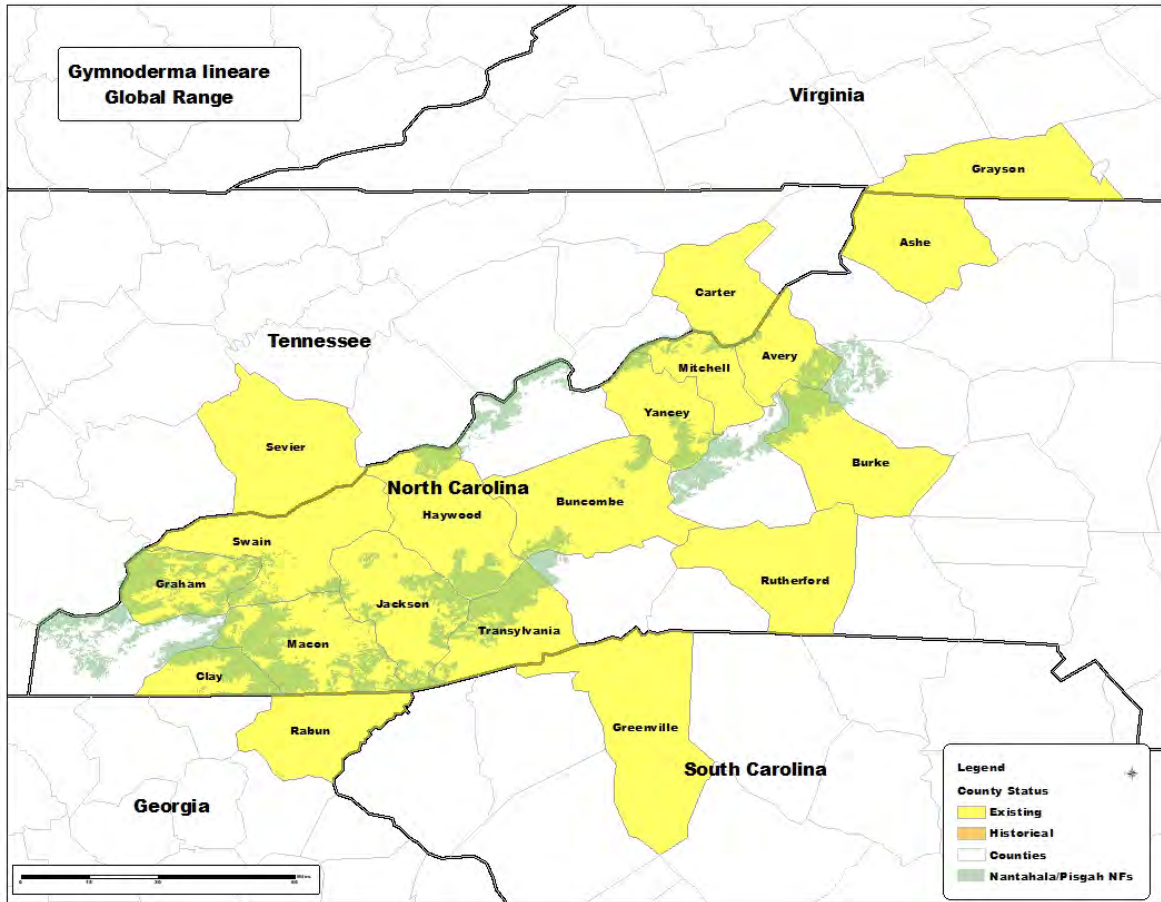 Gymnoderma lineare
Global Range
Virginia
Grayson
Ashe
Carter
Tennessee
Avery
Mitchell
Yancey
Sevier
Burke
North Carolina
Buncombe
Haywood
Swain
Graham
Rutherford
Jackson
Transylvania
Macon
Clay
Rabun
Greenville
South Carolina
Georgia
Legend
County Status
Existing
Historical
Counties
Nantahala/Pisgah NFs
Miles